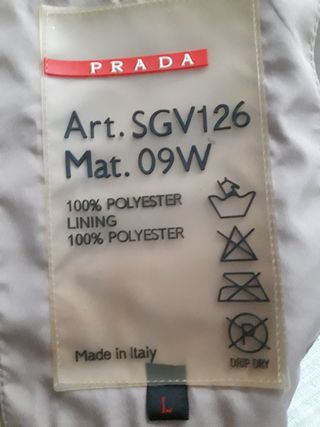 PRADA
Art. SGV126
Mat. 09W
100% POLYESTER
LINING
100% POLYESTER
P
DRIP DRY
Made in Italy
L